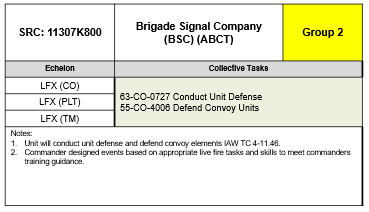 SRC: 11307K800
Brigade Signal Company
(BSC) (ABCT)
Group 2
Echelon
Collective Tasks
LFX (CO)
LFX (PLT)
LFX (TM)
63-CO-0727 Conduct Unit Defense
55-CO-4006 Defend Convoy Units
Notes:
1. Unit will conduct unit defense and defend convoy elements IAW TC 4-11.46.
2. Commander designed events based on appropriate live fire tasks and skills to meet commanders
training guidance.